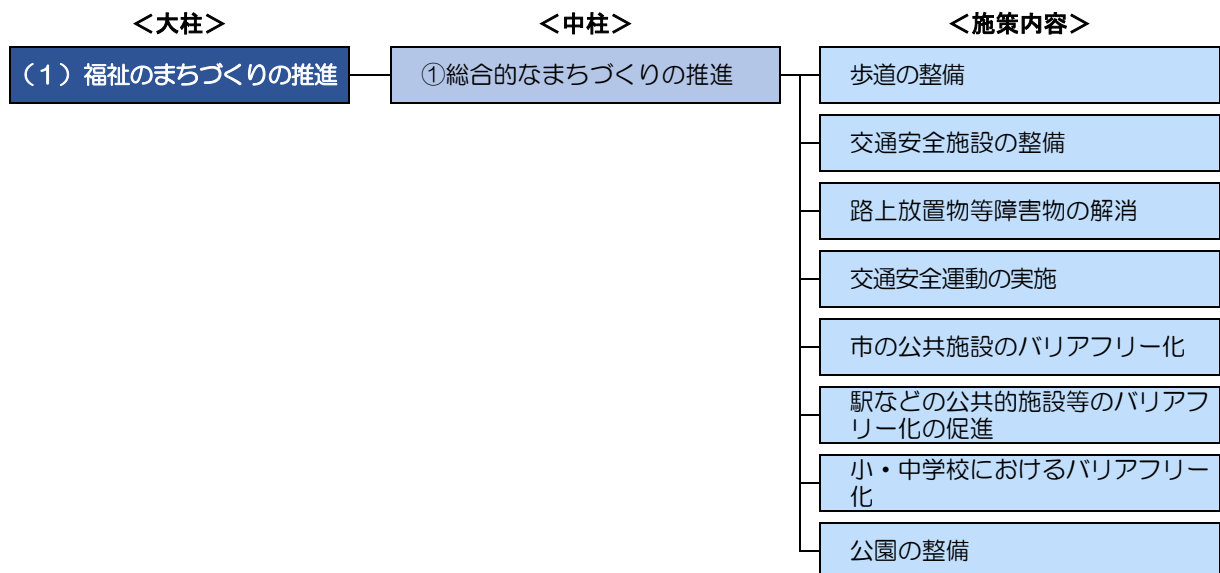 ＜大柱＞
＜中柱＞
＜施策内容＞
（１）福祉のまちづくりの推進
①総合的なまちづくりの推進
歩道の整備
交通安全施設の整備
路上放置物等障害物の解消
交通安全運動の実施
市の公共施設のバリアフリー化
駅などの公共的施設等のバリアフ
リー化の促進
小・中学校におけるバリアフリー
化
公園の整備